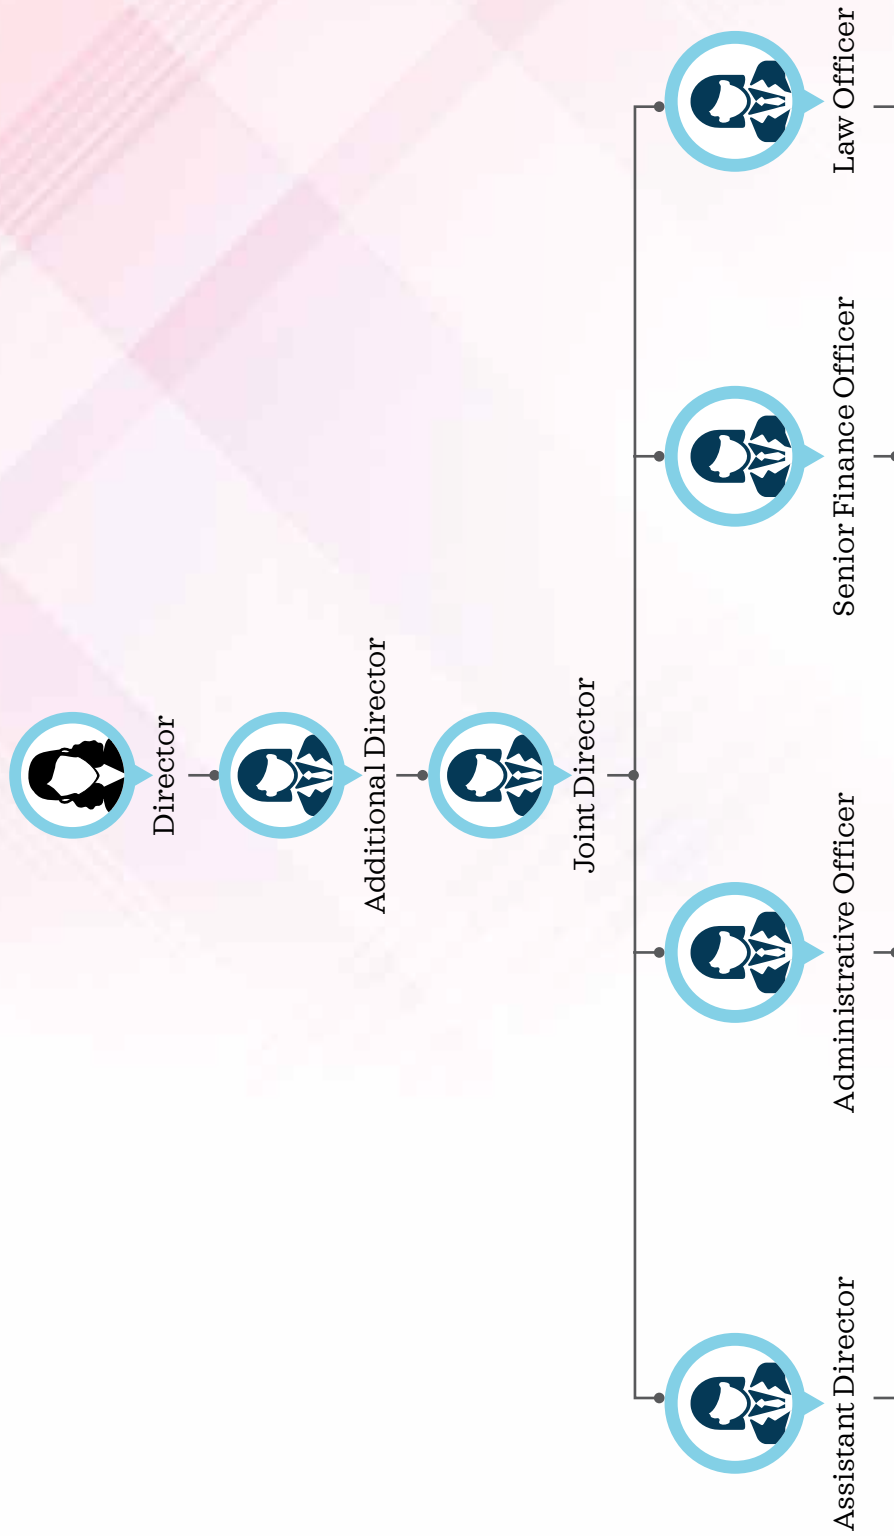 Director
Additional Director
Joint Director
Assistant Director
Administrative Officer
Senior Finance Officer
Law Officer